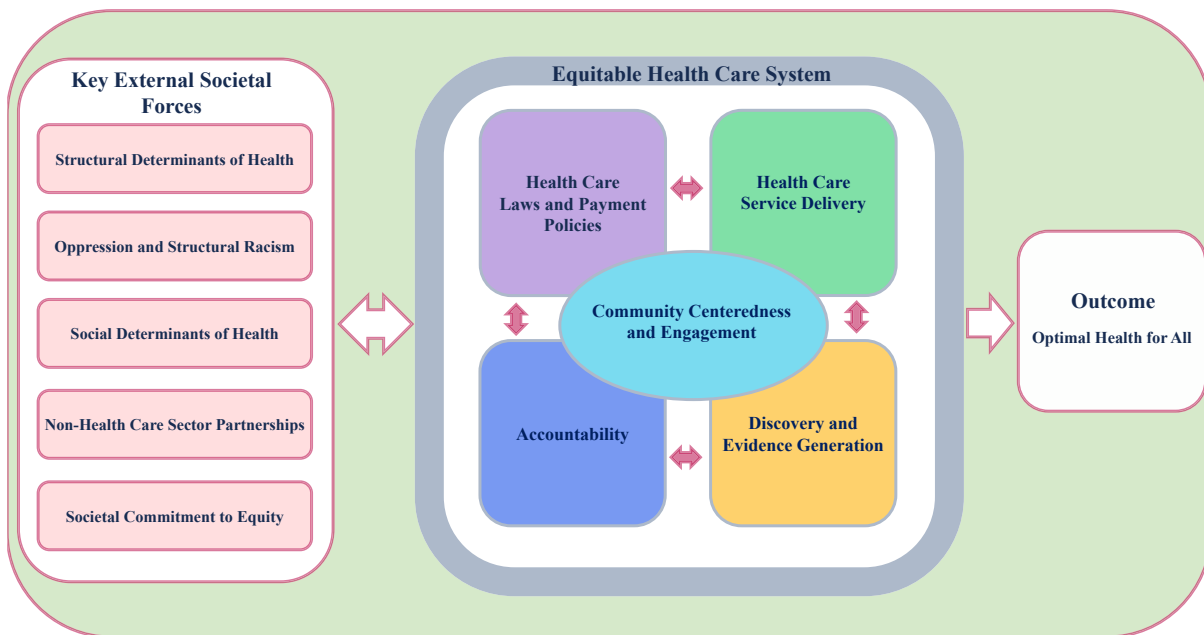 Key External Societal
Forces
Structural Determinants of Health
Oppression and Structural Racism
Social Determinants of Health
Non-Health Care Sector Partnerships
Societal Commitment to Equity
Equitable Health Care System
Health Care
Laws and Payment
Policies
Health Care
Service Delivery
Community Centeredness
and Engagement
Accountability
Discovery and
Evidence Generation
Outcome
Optimal Health for All